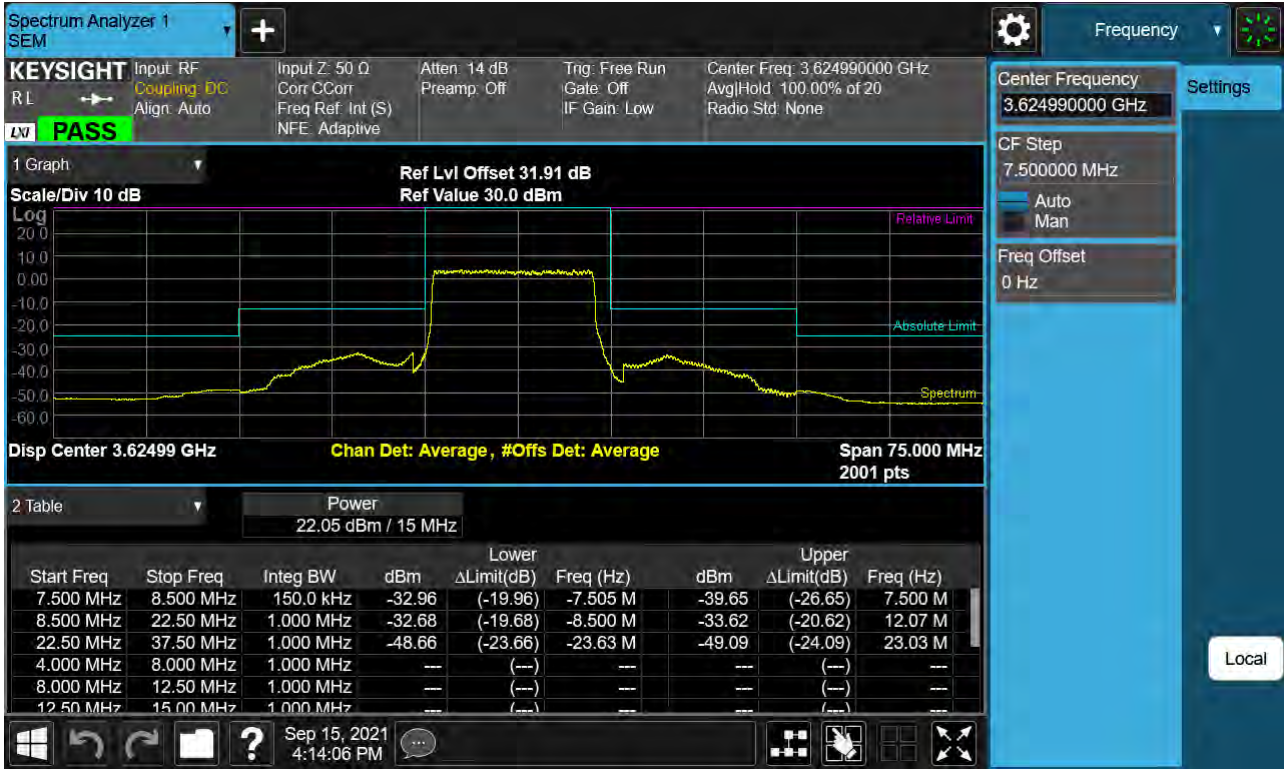 Spectrum Analyzer 1
SEM
Frequency
KEYSIGHT
R L
LXI
PASS
Input: RF
Coupling: DC
Align: Auto
Input Z: 50 Ω
Corr CCorr
Freq Ref: Int (S)
NFE: Adaptive
Atten: 14 dB
Preamp: Off
Trig: Free Run
Gate: Off
IF Gain: Low
Center Freq: 3.624990000 GHz
Avg|Hold: 100.00% of 20
Radio Std: None
Center Frequency
3.624990000 GHz
Settings
CF Step
7.500000 MHz
Auto
Man
Freq Offset
0 Hz
Local
1 Graph
Ref Lvl Offset 31.91 dB
Scale/Div 10 dB
Ref Value 30.0 dBm
Log
20.0
10.0
0.00
-10.0
-20.0
-30.0
-40.0
-50.0
-60.0
Relative Limit
Absolute Limit
Spectrum
Disp Center 3.62499 GHz
Chan Det: Average, #Offs Det: Average
Span 75.000 MHz
2001 pts
2 Table
Power
22.05 dBm / 15 MHz
Lower Upper
Start Freq Stop Freq Integ BW dBm ΔLimit(dB) Freq (Hz) dBm ΔLimit(dB) Freq (Hz)
7.500 MHz 8.500 MHz 150.0 kHz -32.96 (-19.96) -7.505 M -39.65 (-26.65) 7.500 M
8.500 MHz 22.50 MHz 1.000 MHz -32.68 (-19.68) -8.500 M -33.62 (-20.62) 12.07 M
22.50 MHz 37.50 MHz 1.000 MHz -48.66 (-23.66) -23.63 M -49.09 (-24.09) 23.03 M
4.000 MHz 8.000 MHz 1.000 MHz --- (---) --- --- (---) ---
8.000 MHz 12.50 MHz 1.000 MHz --- (---) --- --- (---) ---
12.50 MHz 15.00 MHz 1.000 MHz --- (---) --- --- (---) ---
?
Sep 15, 2021
4:14:06 PM